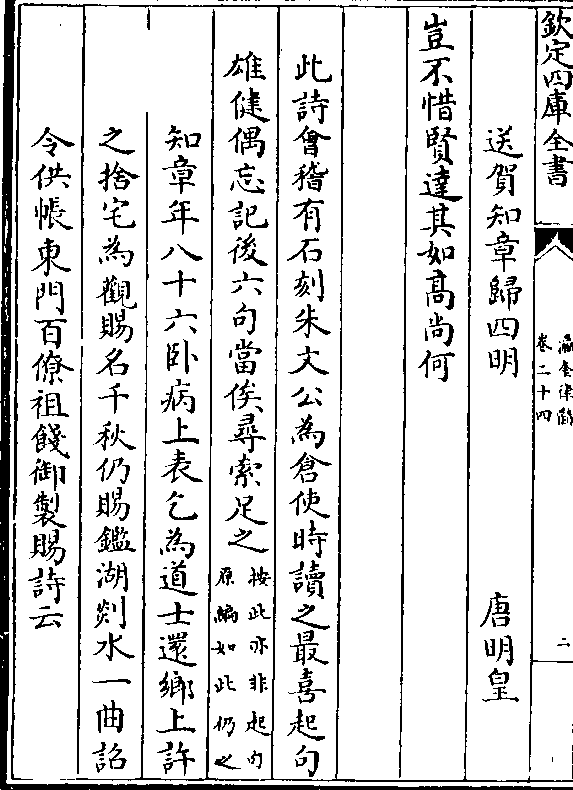 欽定四庫全書
瀛奎律髓
卷二十四
二
送賀知章歸四明
唐明皇
豈不惜賢達其如高尚何
此詩會稽有石刻朱文公為倉使時讀之最喜起句
雄健偶忘記後六句當俟尋索足之
按此亦非起句
原編如此仍之
知章年八十六卧病上表乞為道士還鄉上許
之捨宅為觀賜名千秋仍賜鑑湖剡水一曲詔
令供帳東門百僚祖餞御製賜詩云